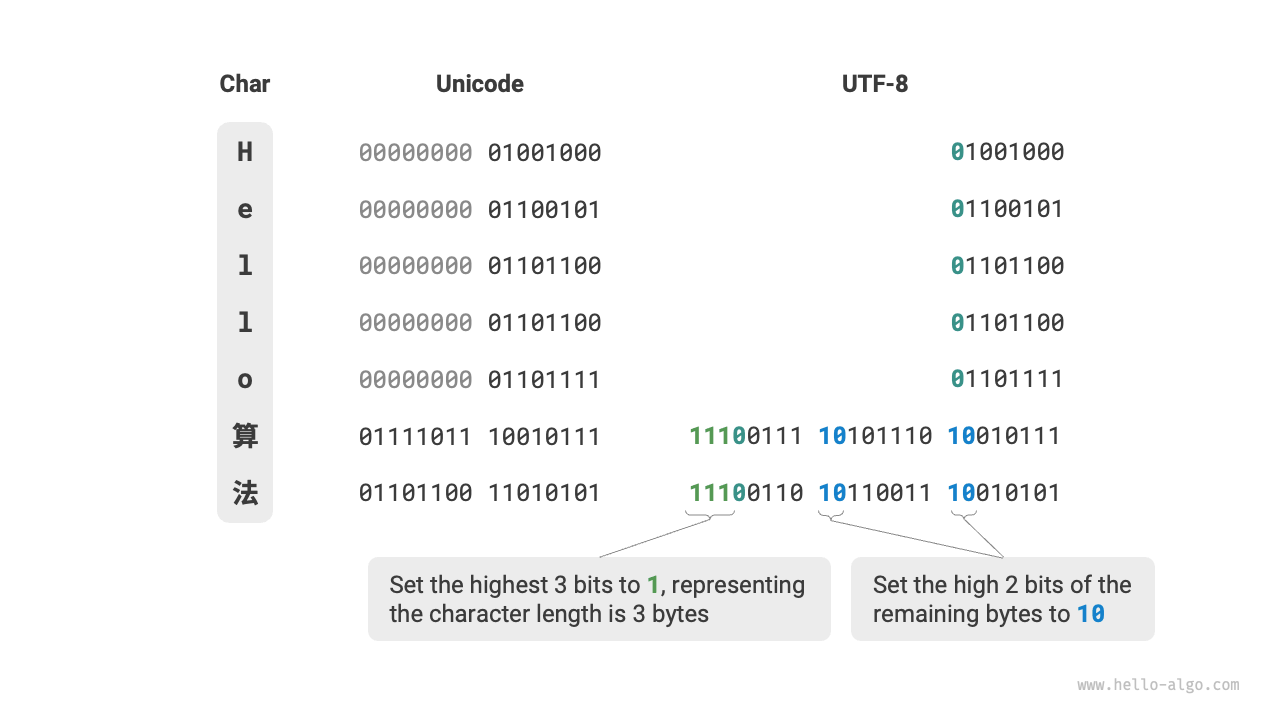 Char Unicode UTF-8
H 00000000 01001000 01001000
e 00000000 01100101 01100101
l 00000000 01101100 01101100
l 00000000 01101100 01101100
o 00000000 01101111 01101111
算 01111011 10010111 11100111 10101110 10010111
法 01101100 11010101 11100110 10110011 10010101
Set the highest 3 bits to 1, representing
the character length is 3 bytes
Set the high 2 bits of the
remaining bytes to 10
www.hello-algo.com